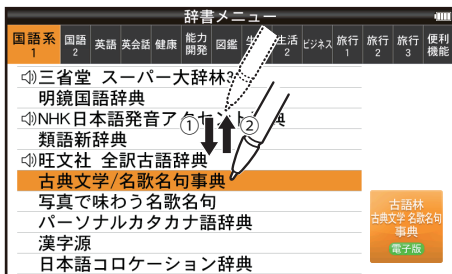 辞書メニュー
国語系 1
国語 2
英語
英会話
健康
能力開発
図鑑
生活 2
ビジネス
旅行 1
旅行 2
旅行 3
便利機能
三省堂 スーパー大辞林3
明鏡国語辞典
NHK日本語発音アクセント
① ②
類語新辞典
旺文社 全訳古語辞典
古典文学/名歌名句事典
写真で味わう名歌名句
パーソナルカタカナ語辞典
漢字源
日本語コロケーション辞典
古語林
古典文学 名歌名句
事典
電子版